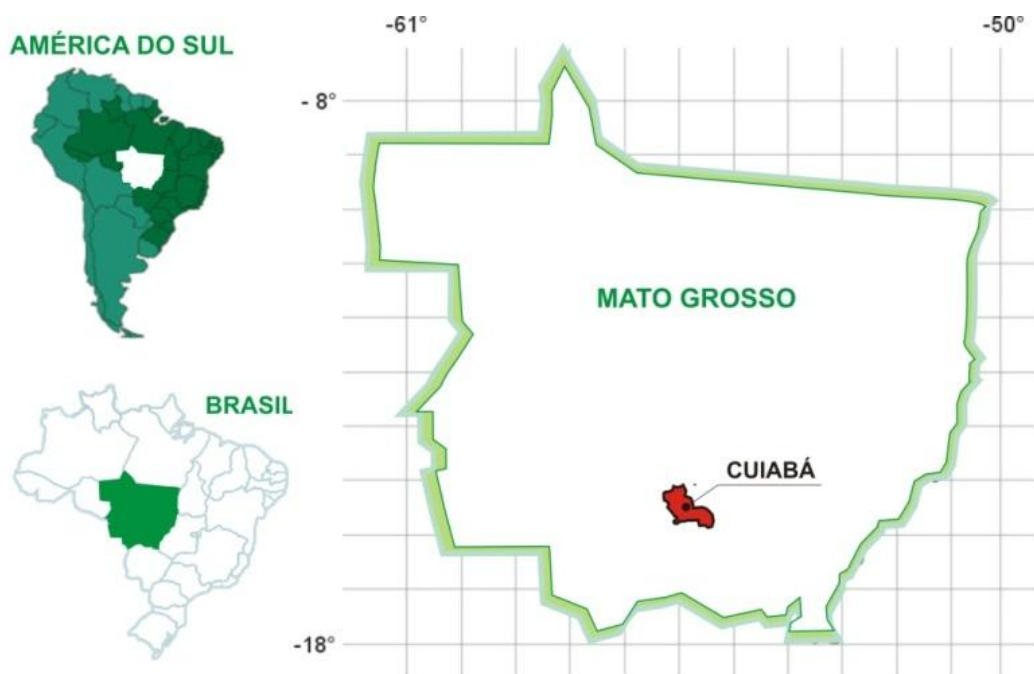 AMÉRICA DO SUL
BRASIL
-61°
-50°
- 8°
MATO GROSSO
CUIABÁ
-18°